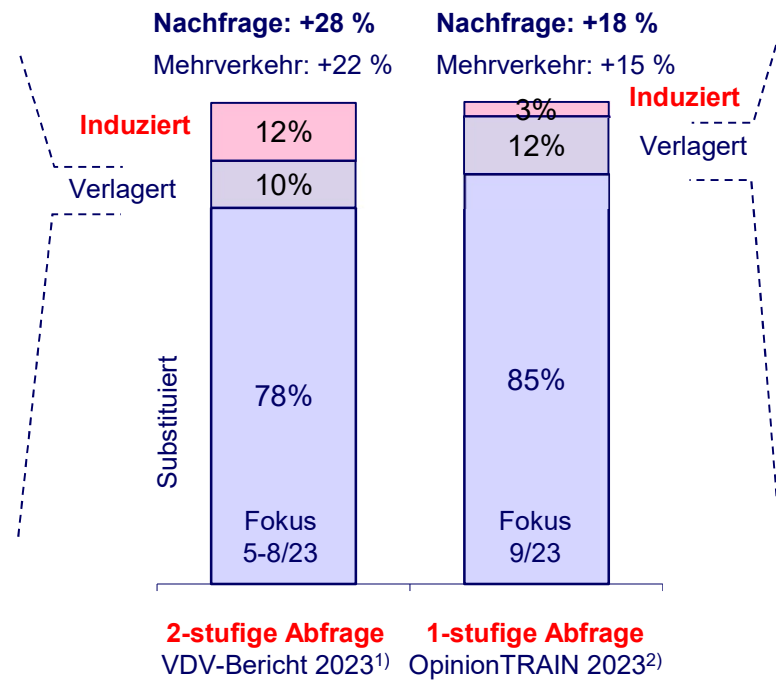 Nachfrage: +28 %
Mehrverkehr: +22 %
Nachfrage: +18 %
Mehrverkehr: +15 %
Induziert
12%
3%
Induziert
Verlagert
10%
12%
Verlagert
Substituiert
78%
85%
Fokus
5-8/23
Fokus
9/23
2-stufige Abfrage
VDV-Bericht 2023¹⁾
1-stufige Abfrage
OpinionTRAIN 2023²⁾